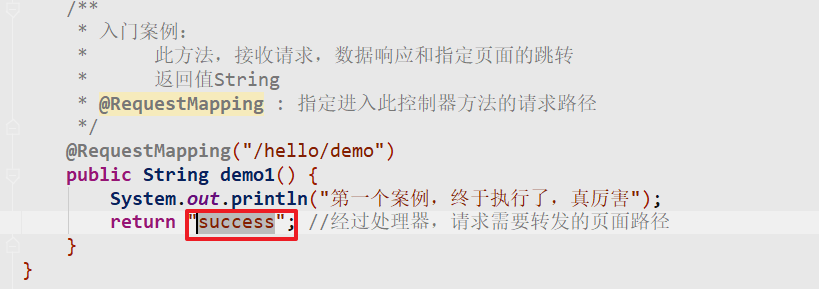 /**
* 入门案例：
* 此方法，接收请求，数据响应和指定页面的跳转
* 返回值String
* @RequestMapping : 指定进入此控制器方法的请求路径
*/
@RequestMapping("/hello/demo")
public String demo1() {
System.out.println("第一个案例，终于执行了，真厉害");
return "success"; //经过处理器，请求需要转发的页面路径
}
}